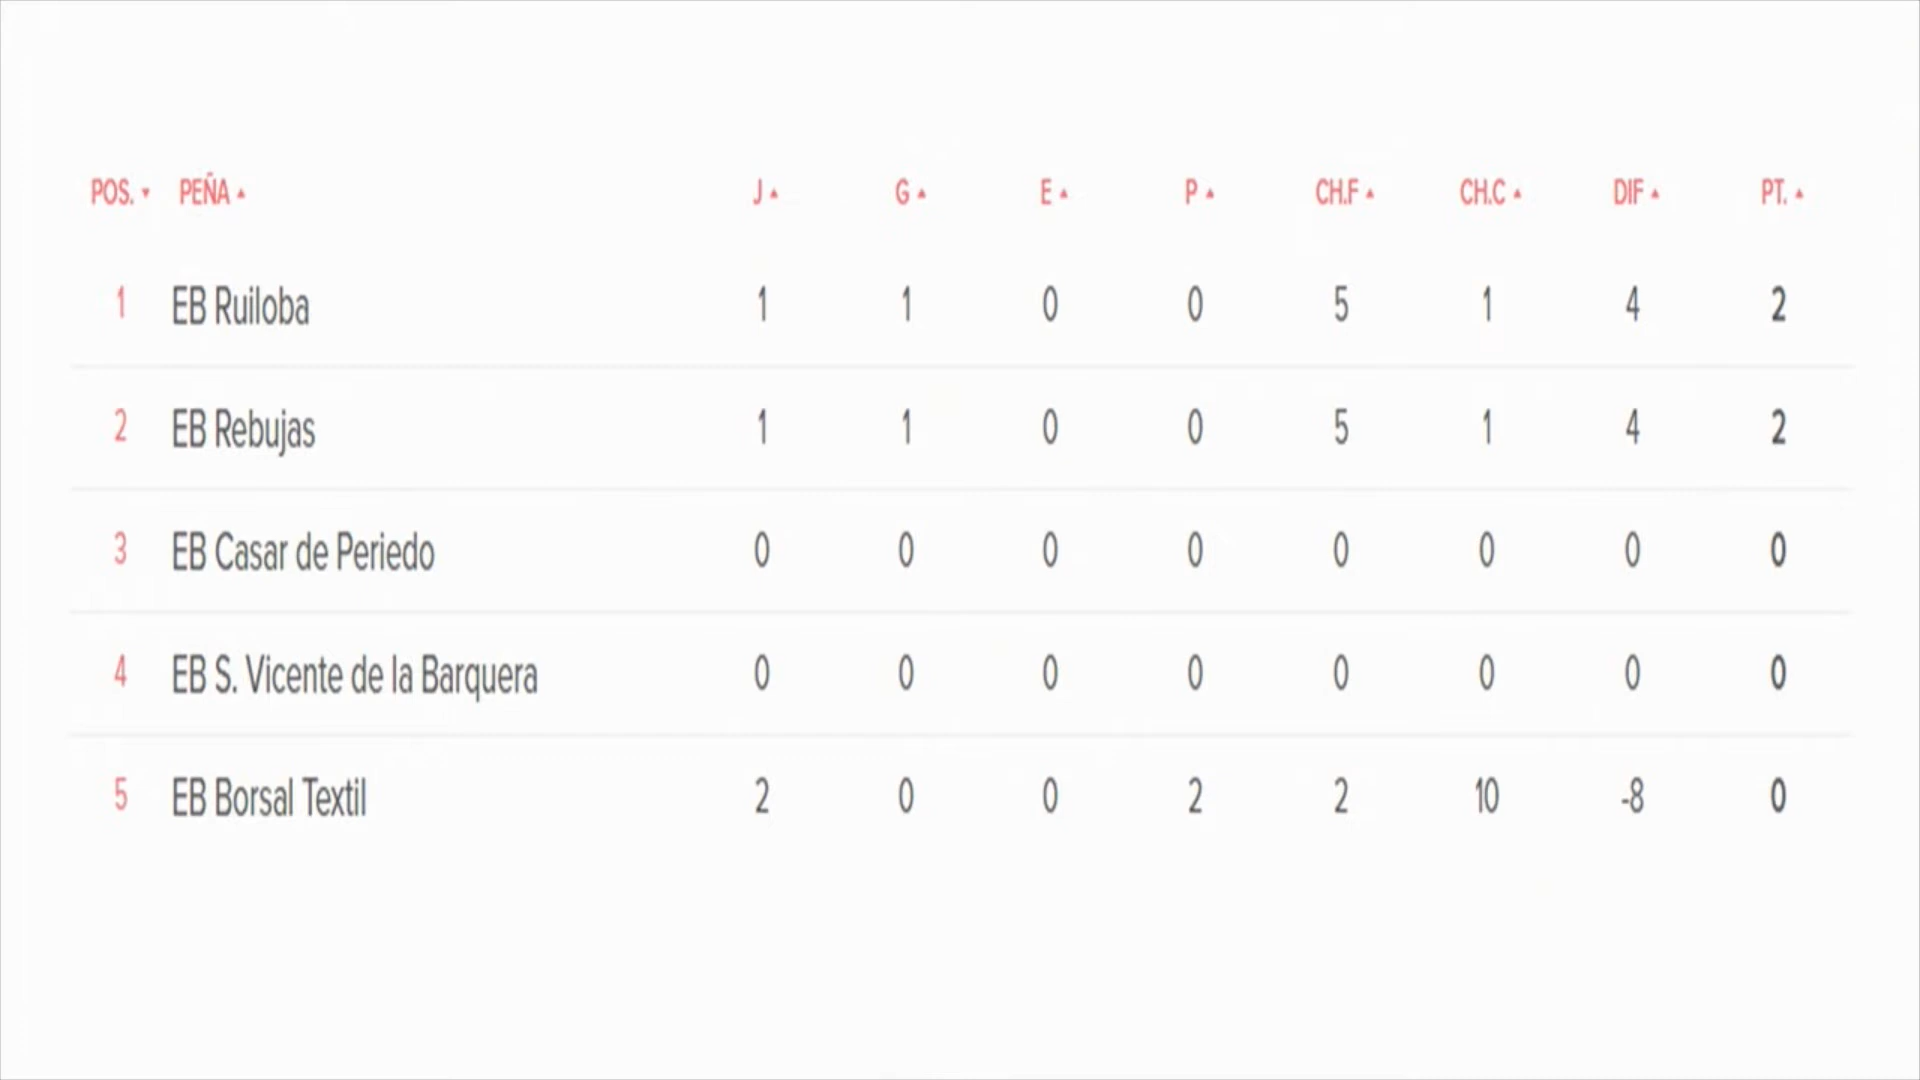 POS. ▾ PEÑA ▴ J ▴ G ▴ E ▴ P ▴ CH.F ▴ CH.C ▴ DIF ▴ PT. ▴
1 EB Ruiloba 1 1 0 0 5 1 4 2
2 EB Rebujas 1 1 0 0 5 1 4 2
3 EB Casar de Periedo 0 0 0 0 0 0 0 0
4 EB S. Vicente de la Barquera 0 0 0 0 0 0 0 0
5 EB Borsal Textil 2 0 0 2 2 10 -8 0